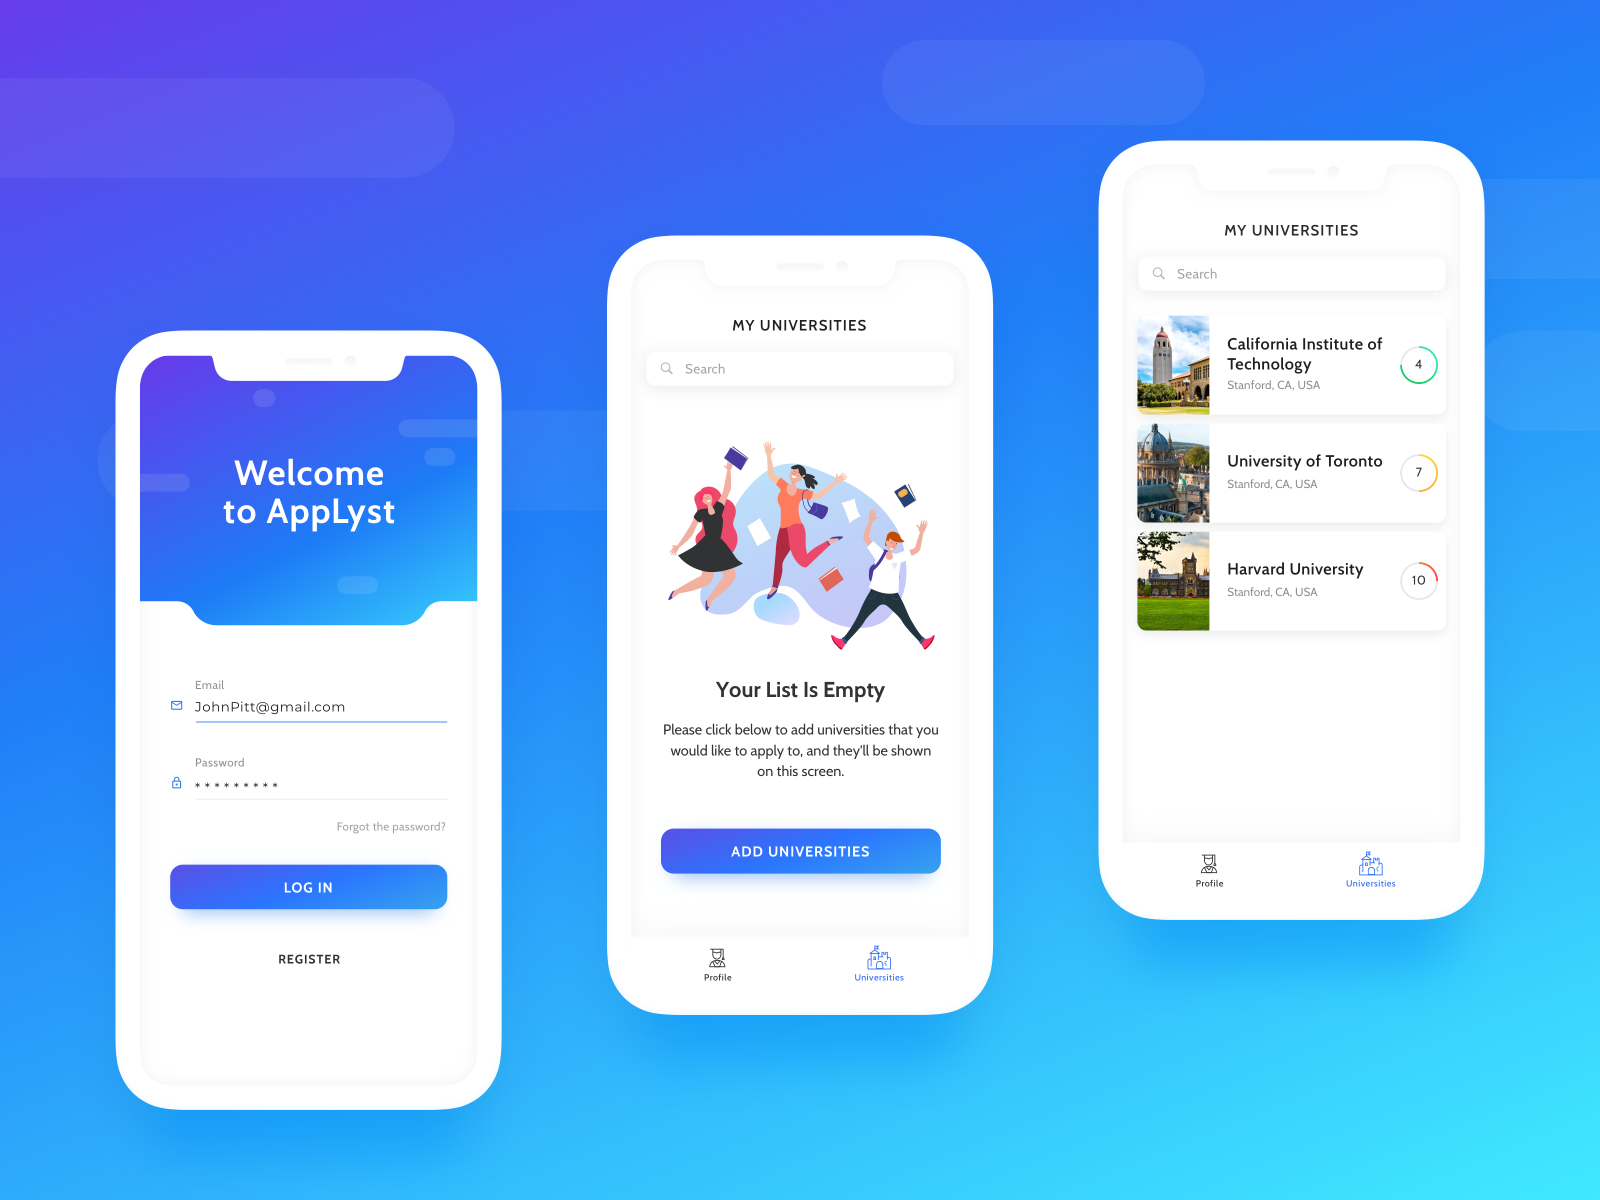 Welcome
to AppLyst
Email
JohnPitt@gmail.com
Password
* * * * * * * * *
Forgot the password?
LOG IN
REGISTER
MY UNIVERSITIES
Search
Your List Is Empty
Please click below to add universities that you
would like to apply to, and they'll be shown
on this screen.
ADD UNIVERSITIES
Profile
Universities
MY UNIVERSITIES
Search
California Institute of
Technology
Stanford, CA, USA
4
University of Toronto
Stanford, CA, USA
7
Harvard University
Stanford, CA, USA
10
Profile
Universities